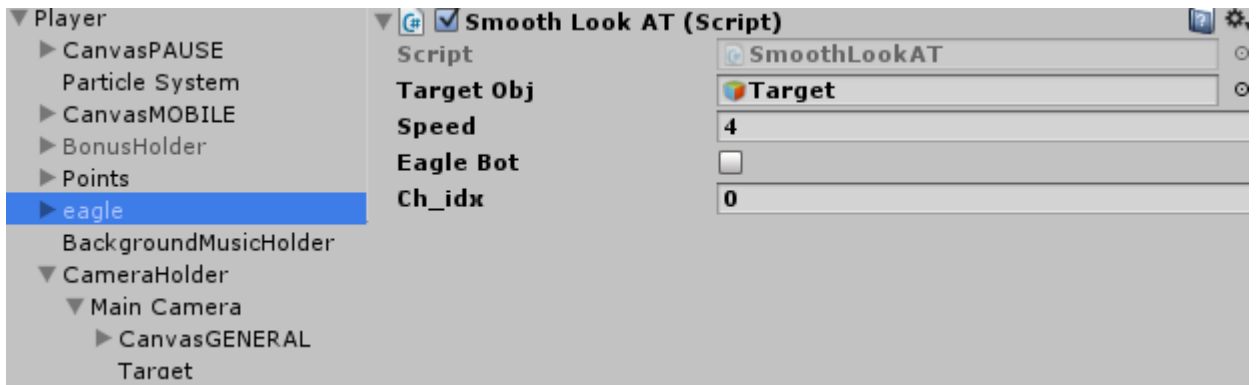 Player
CanvasPAUSE
Particle System
CanvasMOBILE
BonusHolder
Points
eagle
BackgroundMusicHolder
CameraHolder
Main Camera
CanvasGENERAL
Target
Smooth Look AT (Script)
Script SmoothLookAT
Target Obj Target
Speed 4
Eagle Bot
Ch_idx 0